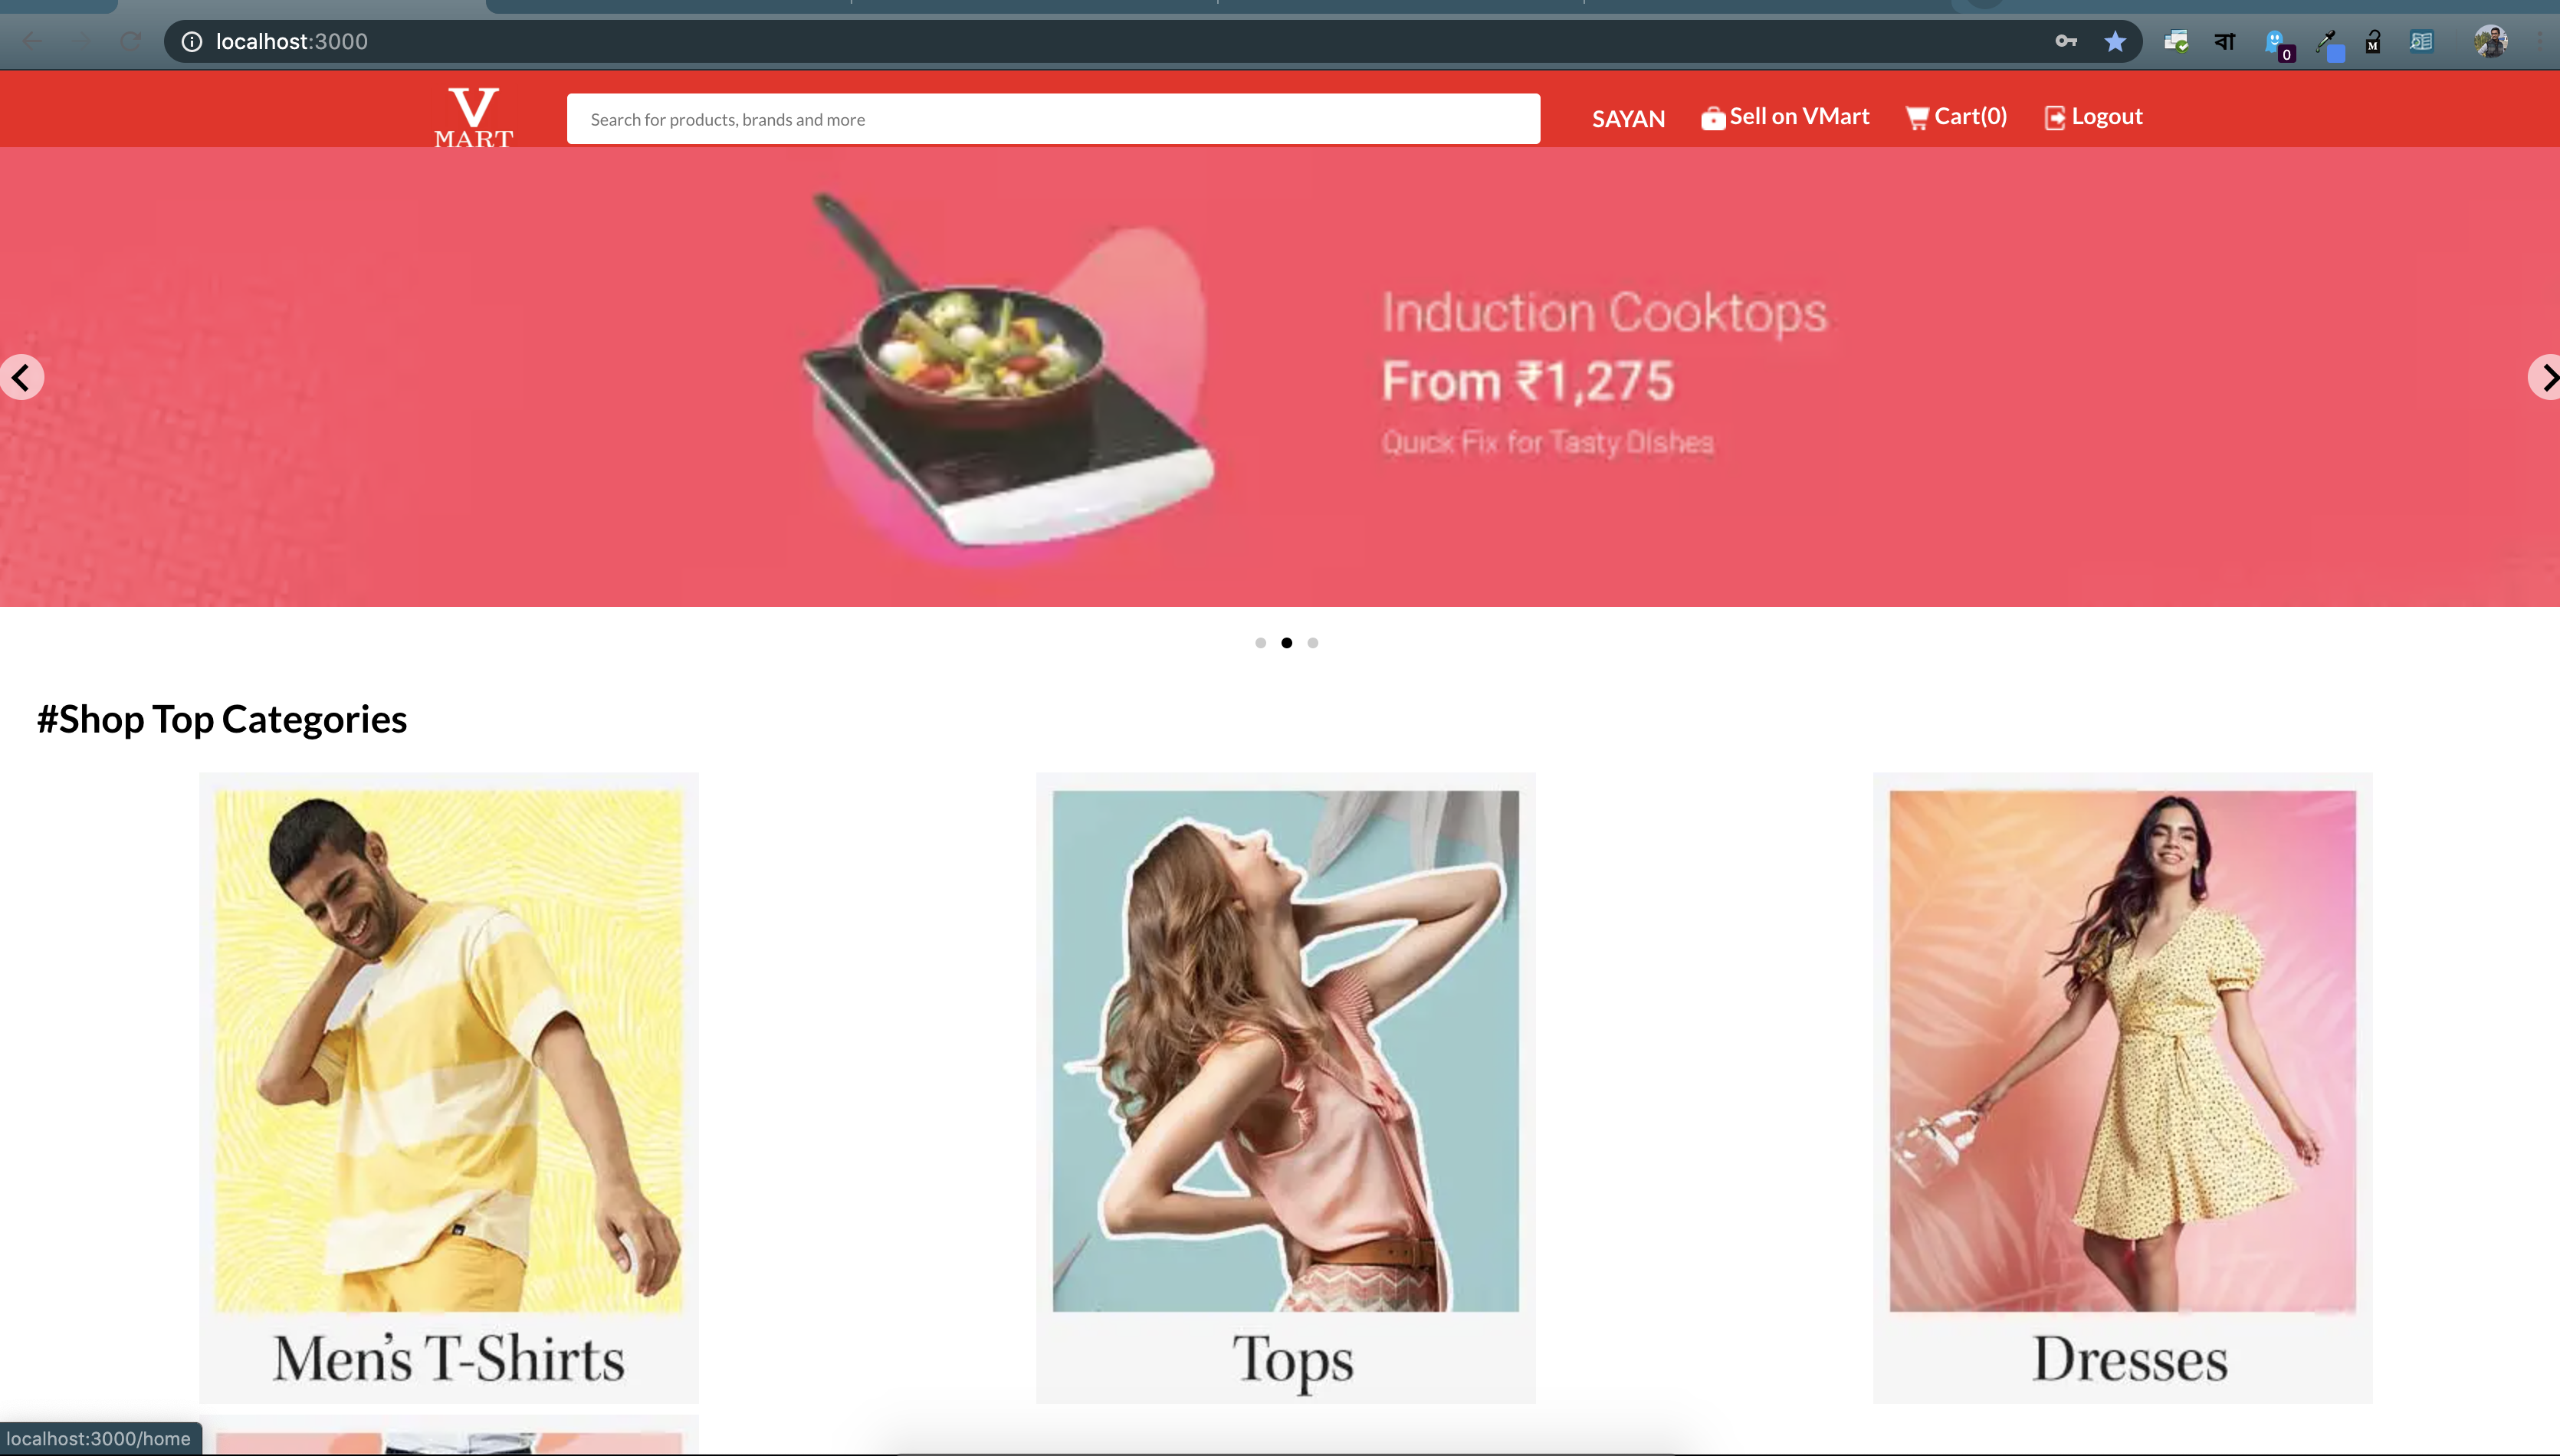 localhost:3000
বা
0
M
V
MART
Search for products, brands and more
SAYAN
Sell on VMart
Cart(0)
Logout
Induction Cooktops
From ₹1,275
Quick Fix for Tasty Dishes
#Shop Top Categories
Men's T-Shirts
Tops
Dresses
localhost:3000/home